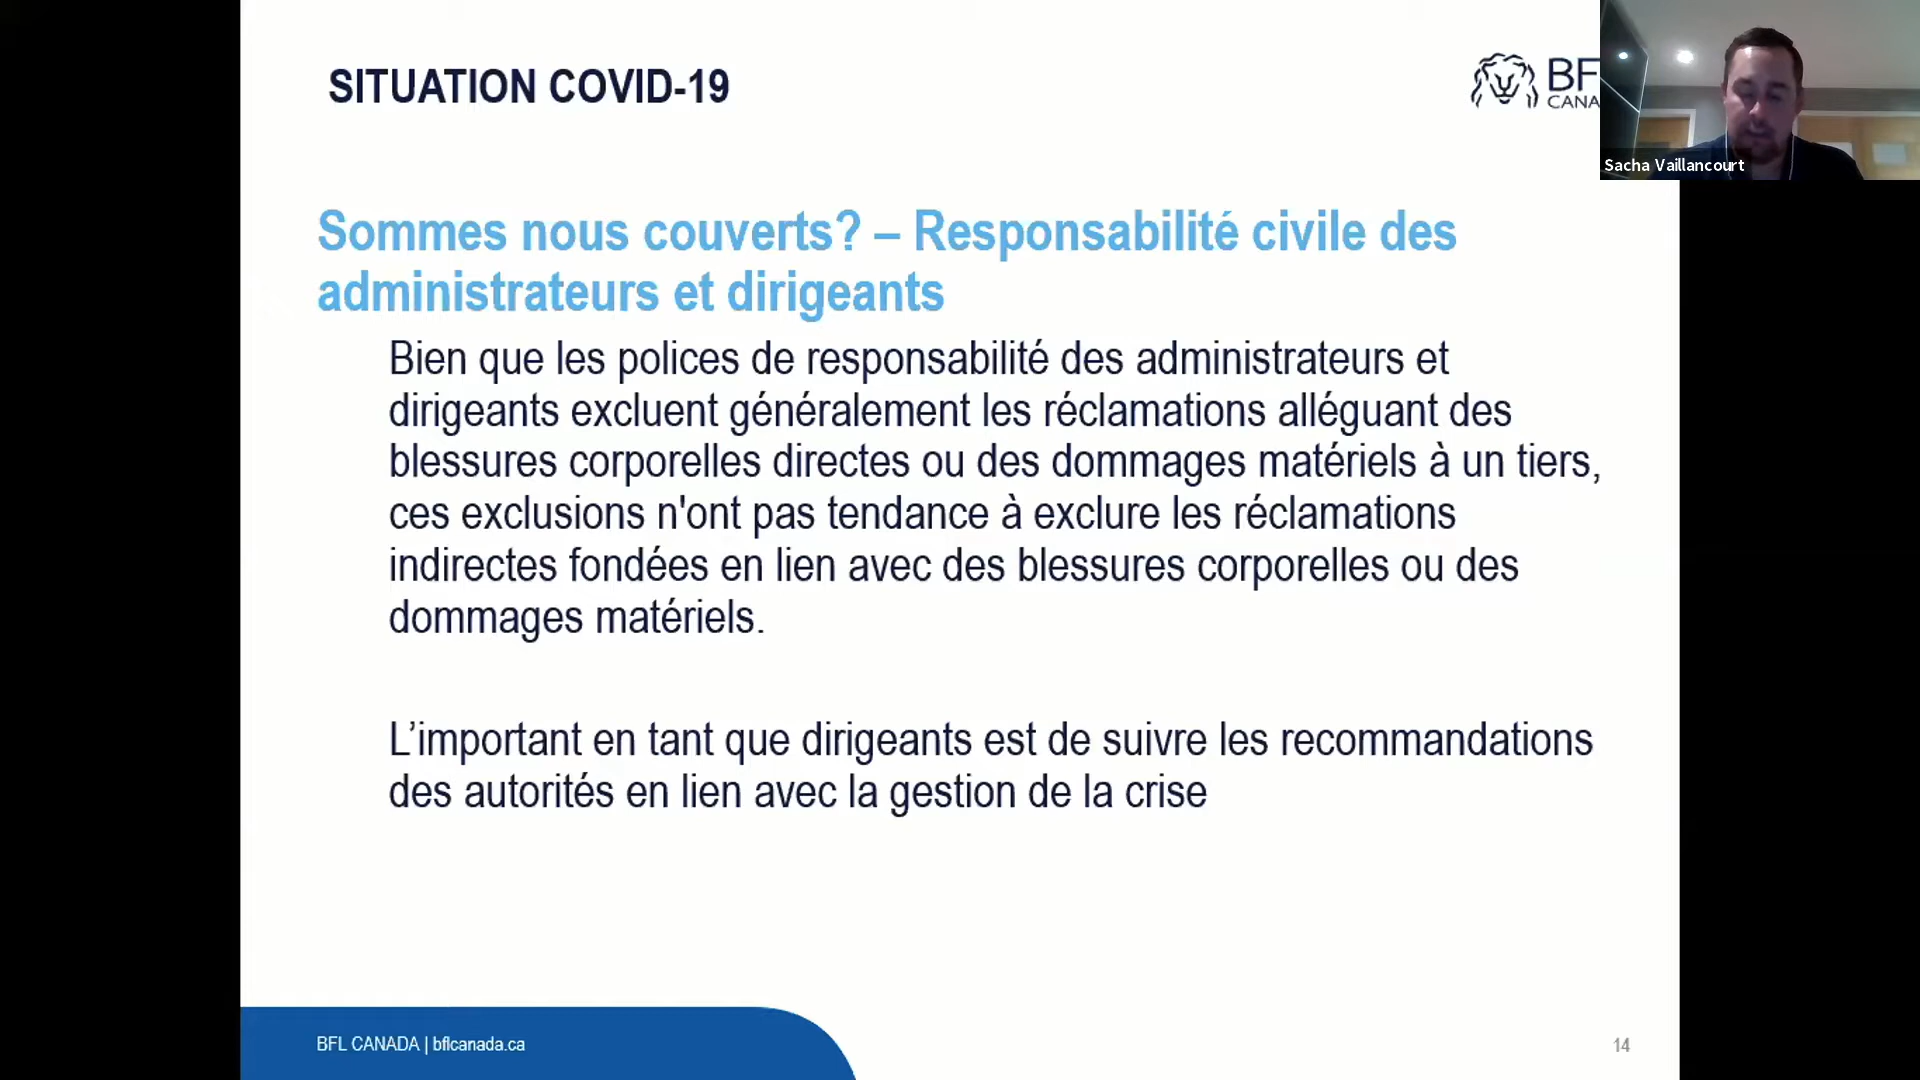 SITUATION COVID-19
BF
CANA
Sacha Vaillancourt
Sommes nous couverts? – Responsabilité civile des
administrateurs et dirigeants
Bien que les polices de responsabilité des administrateurs et
dirigeants excluent généralement les réclamations alléguant des
blessures corporelles directes ou des dommages matériels à un tiers,
ces exclusions n'ont pas tendance à exclure les réclamations
indirectes fondées en lien avec des blessures corporelles ou des
dommages matériels.
L’important en tant que dirigeants est de suivre les recommandations
des autorités en lien avec la gestion de la crise
BFL CANADA | bflcanada.ca
14